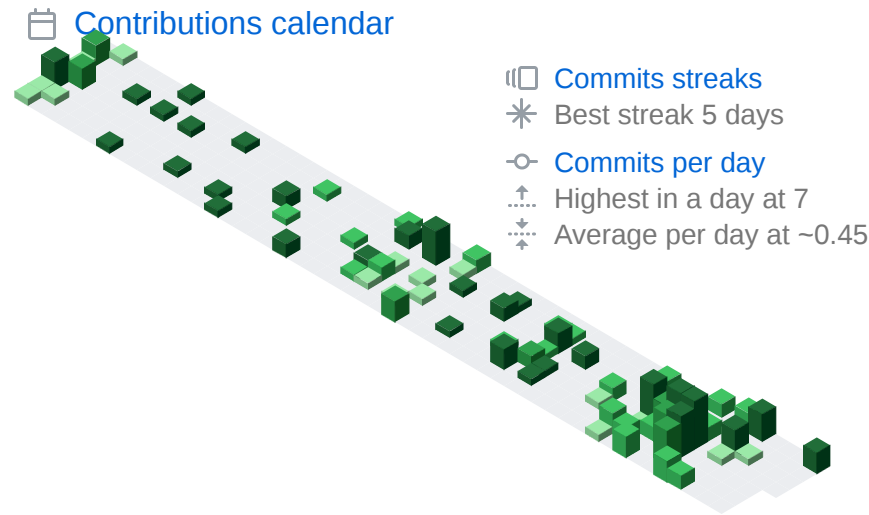 Contributions calendar
Commits streaks
Best streak 5 days
Commits per day
Highest in a day at 7
Average per day at ~0.45